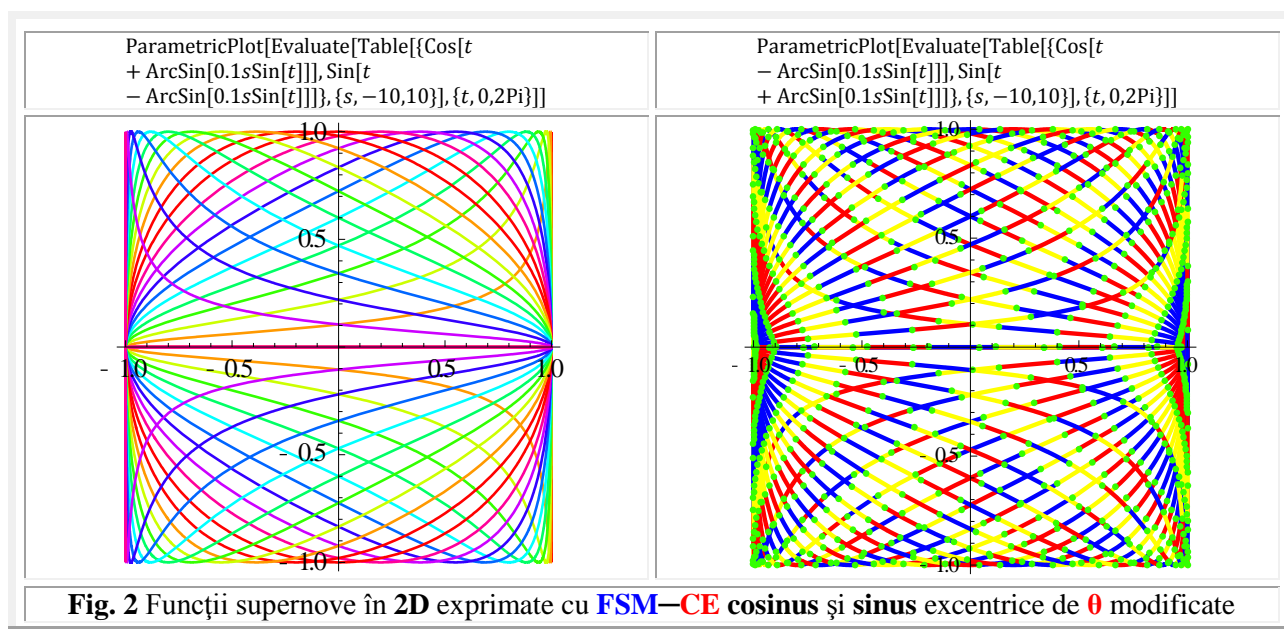 ParametricPlot[Evaluate[Table[{Cos[t
+ ArcSin[0.1sSin[t]]], Sin[t
− ArcSin[0.1sSin[t]]]}, {s, −10,10}], {t, 0,2Pi}]]
ParametricPlot[Evaluate[Table[{Cos[t
− ArcSin[0.1sSin[t]]], Sin[t
+ ArcSin[0.1sSin[t]]]}, {s, −10,10}], {t, 0,2Pi}]]
1.0
0.5
- 1.0 - 0.5 0.5 1.0
- 0.5
- 1.0
1.0
0.5
- 1.0 - 0.5 0.5 1.0
- 0.5
- 1.0
Fig. 2 Funcţii supernove în 2D exprimate cu FSM—CE cosinus şi sinus excentrice de θ modificate